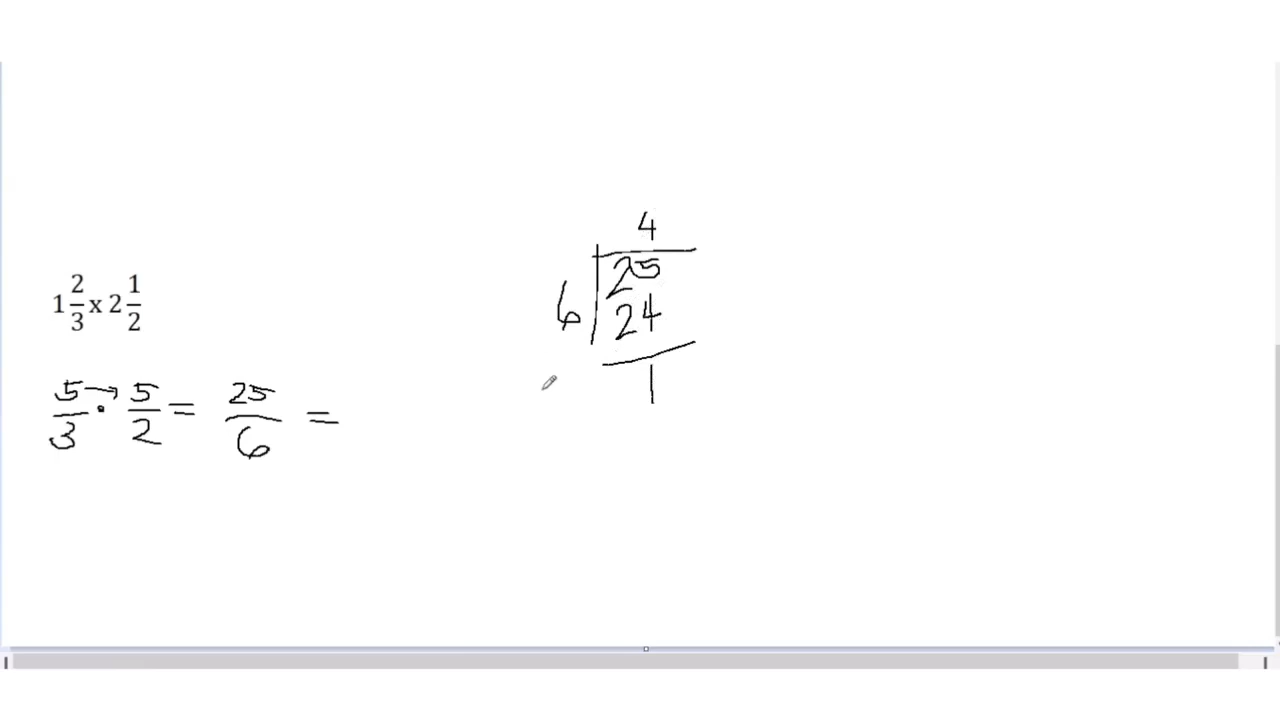 1 2/3 x 2 1/2
5/3 → · 5/2 = 25/6 =
4
6 25
24
1